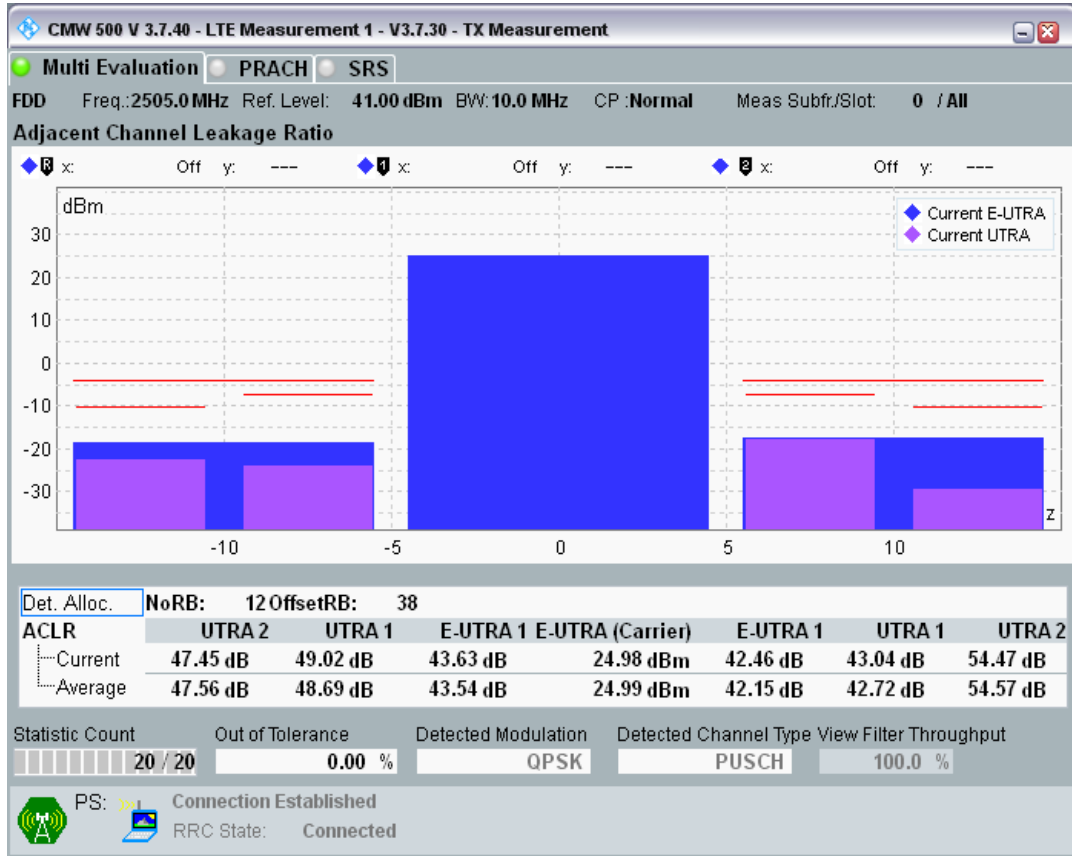 CMW 500 V 3.7.40 - LTE Measurement 1 - V3.7.30 - TX Measurement
Multi Evaluation PRACH SRS
FDD Freq.:2505.0 MHz Ref. Level: 41.00 dBm BW:10.0 MHz CP :Normal Meas Subfr./Slot: 0 / All
Adjacent Channel Leakage Ratio
R x: Off y: --- 1 x: Off y: --- 2 x: Off y: ---
dBm
Current E-UTRA
Current UTRA
30
20
10
0
-10
-20
-30
z
-10 -5 0 5 10
Det. Alloc. NoRB: 12 OffsetRB: 38
ACLR UTRA 2 UTRA 1 E-UTRA 1 E-UTRA (Carrier) E-UTRA 1 UTRA 1 UTRA 2
Current 47.45 dB 49.02 dB 43.63 dB 24.98 dBm 42.46 dB 43.04 dB 54.47 dB
Average 47.56 dB 48.69 dB 43.54 dB 24.99 dBm 42.15 dB 42.72 dB 54.57 dB
Statistic Count Out of Tolerance Detected Modulation Detected Channel Type View Filter Throughput
20 / 20 0.00 % QPSK PUSCH 100.0 %
PS: Connection Established
RRC State: Connected